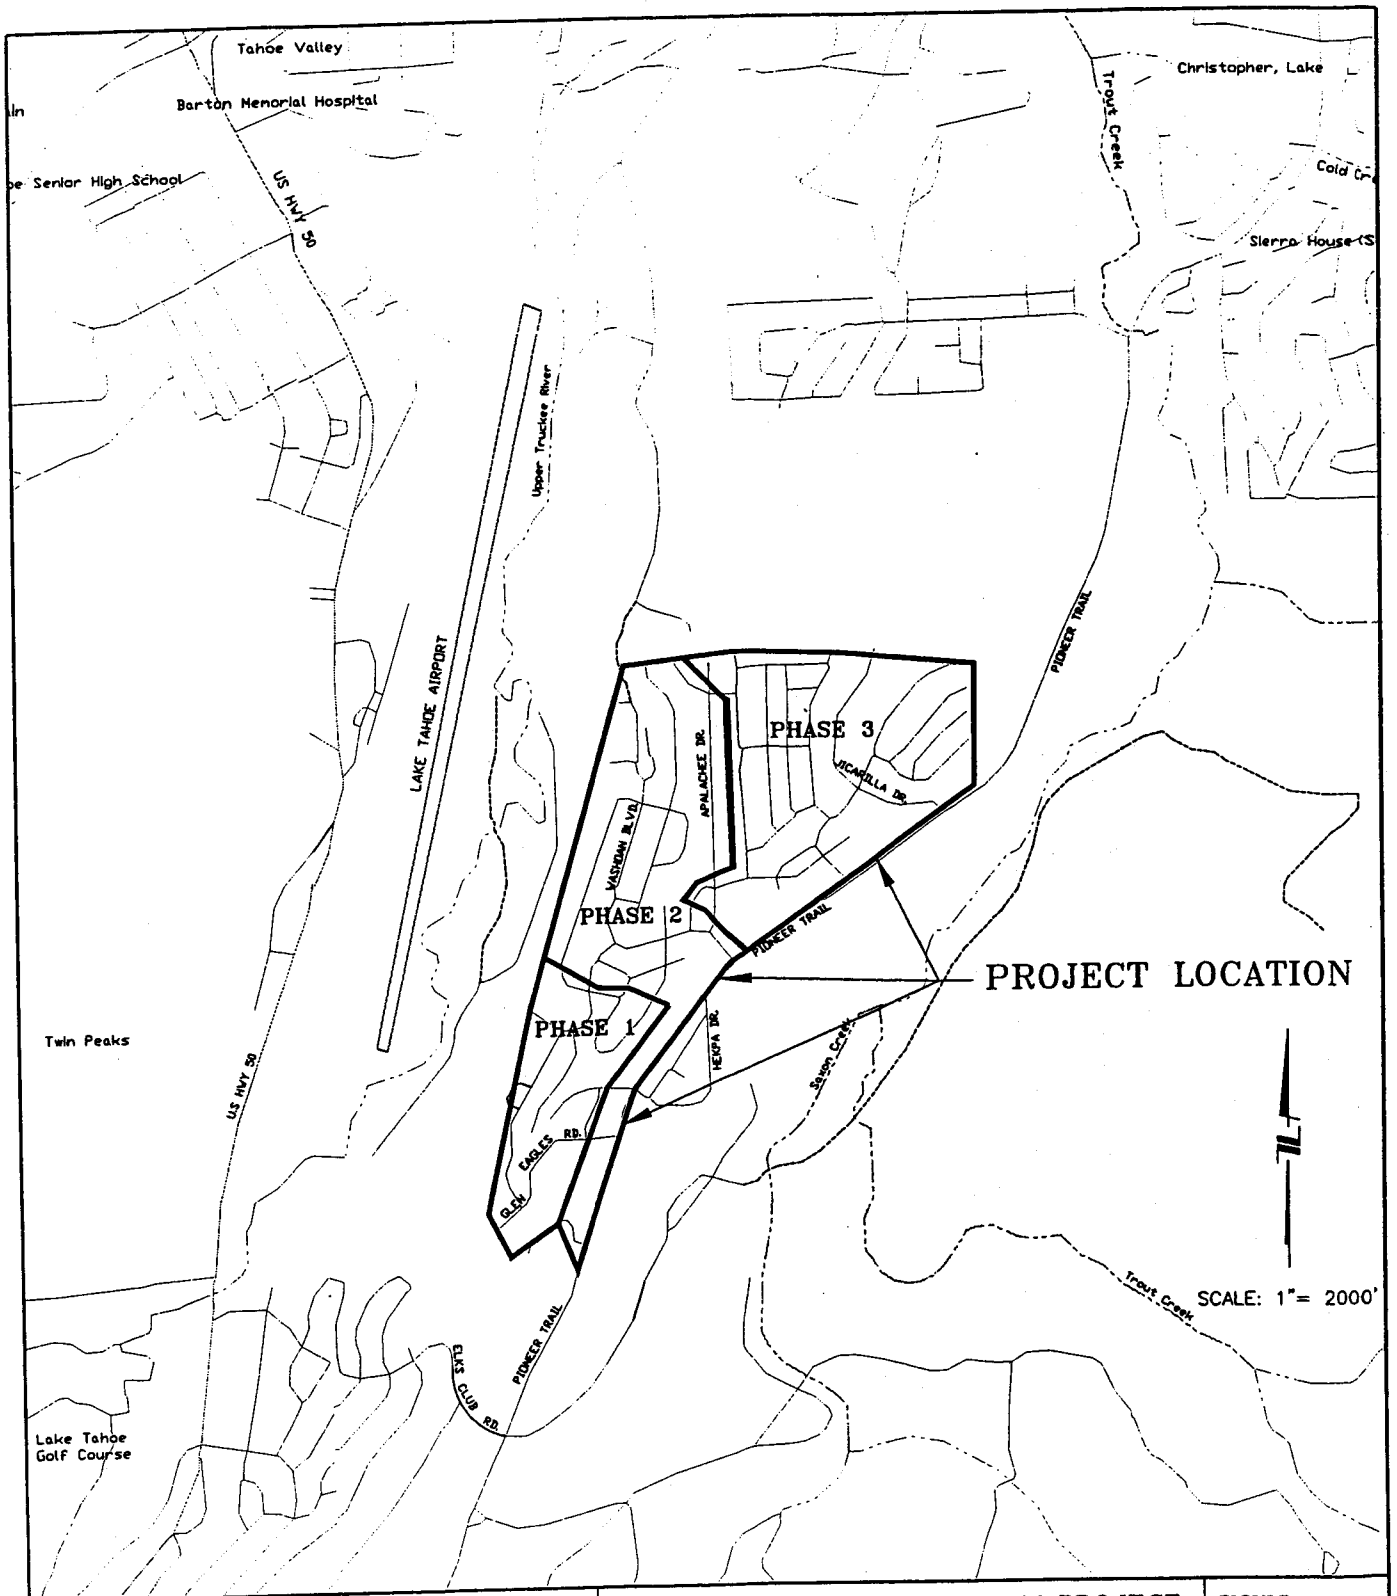 Tahoe Valley
Christopher, Lake
Barton Memorial Hospital
Trout Creek
Senior High School
US HWY 50
Cold
Sierra House
Upper Truckee River
PIONEER TRAIL
LAKE TAHOE AIRPORT
PHASE 3
APALACHEE DR.
JICARILLA DR.
WASHOAN BLVD.
PHASE 2
PIONEER TRAIL
PROJECT LOCATION
PHASE 1
HEKPA DR.
Twin Peaks
Saxon Creek
US HWY 50
GLEN EAGLES RD.
Trout Creek
SCALE: 1"= 2000'
PIONEER TRAIL
ELKS CLUB RD.
Lake Tahoe
Golf Course